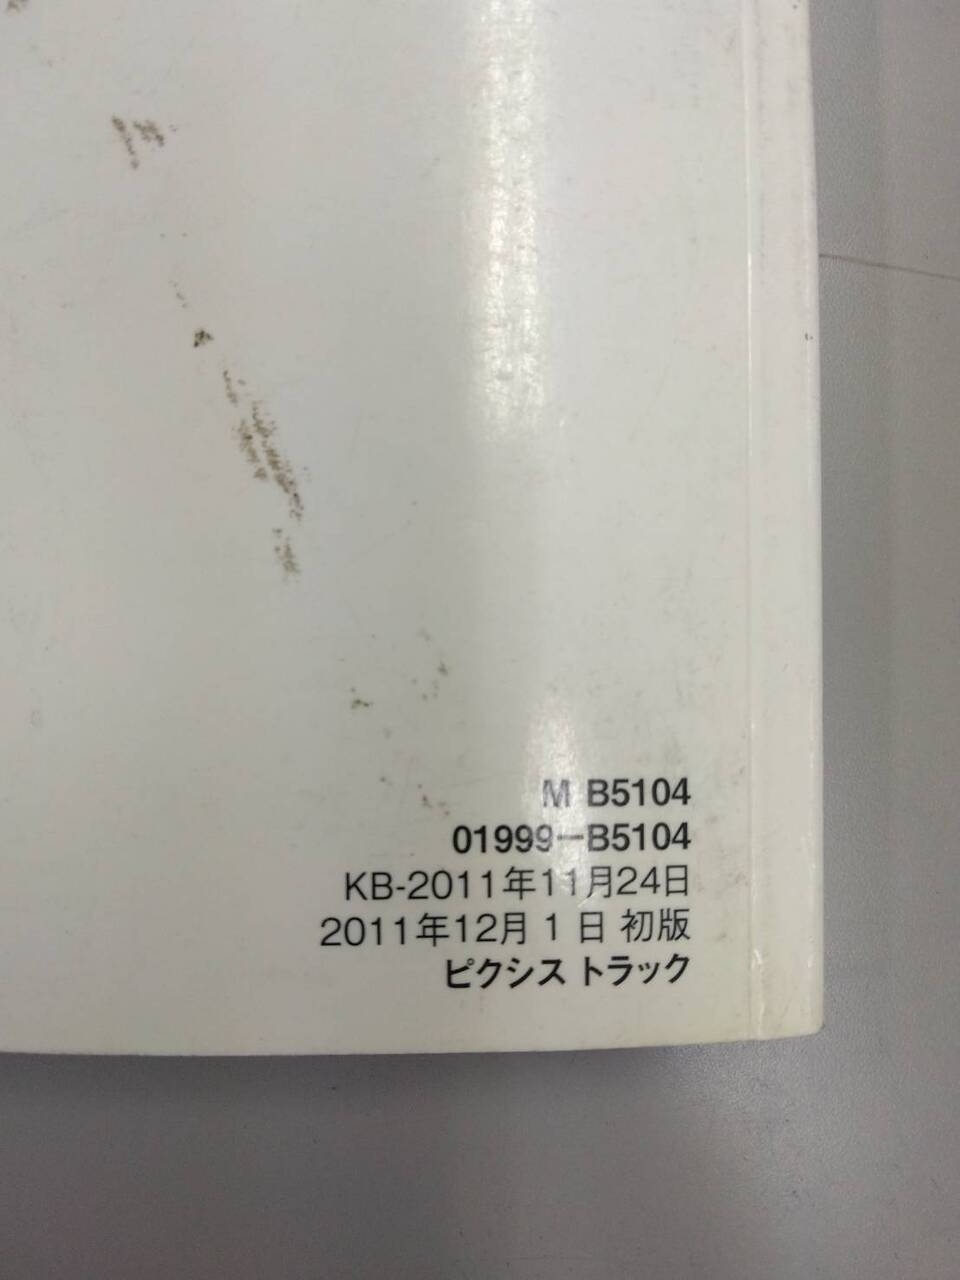 M B5104
01999-B5104
KB-2011年11月24日
2011年12月 1 日 初版
ピクシス トラック